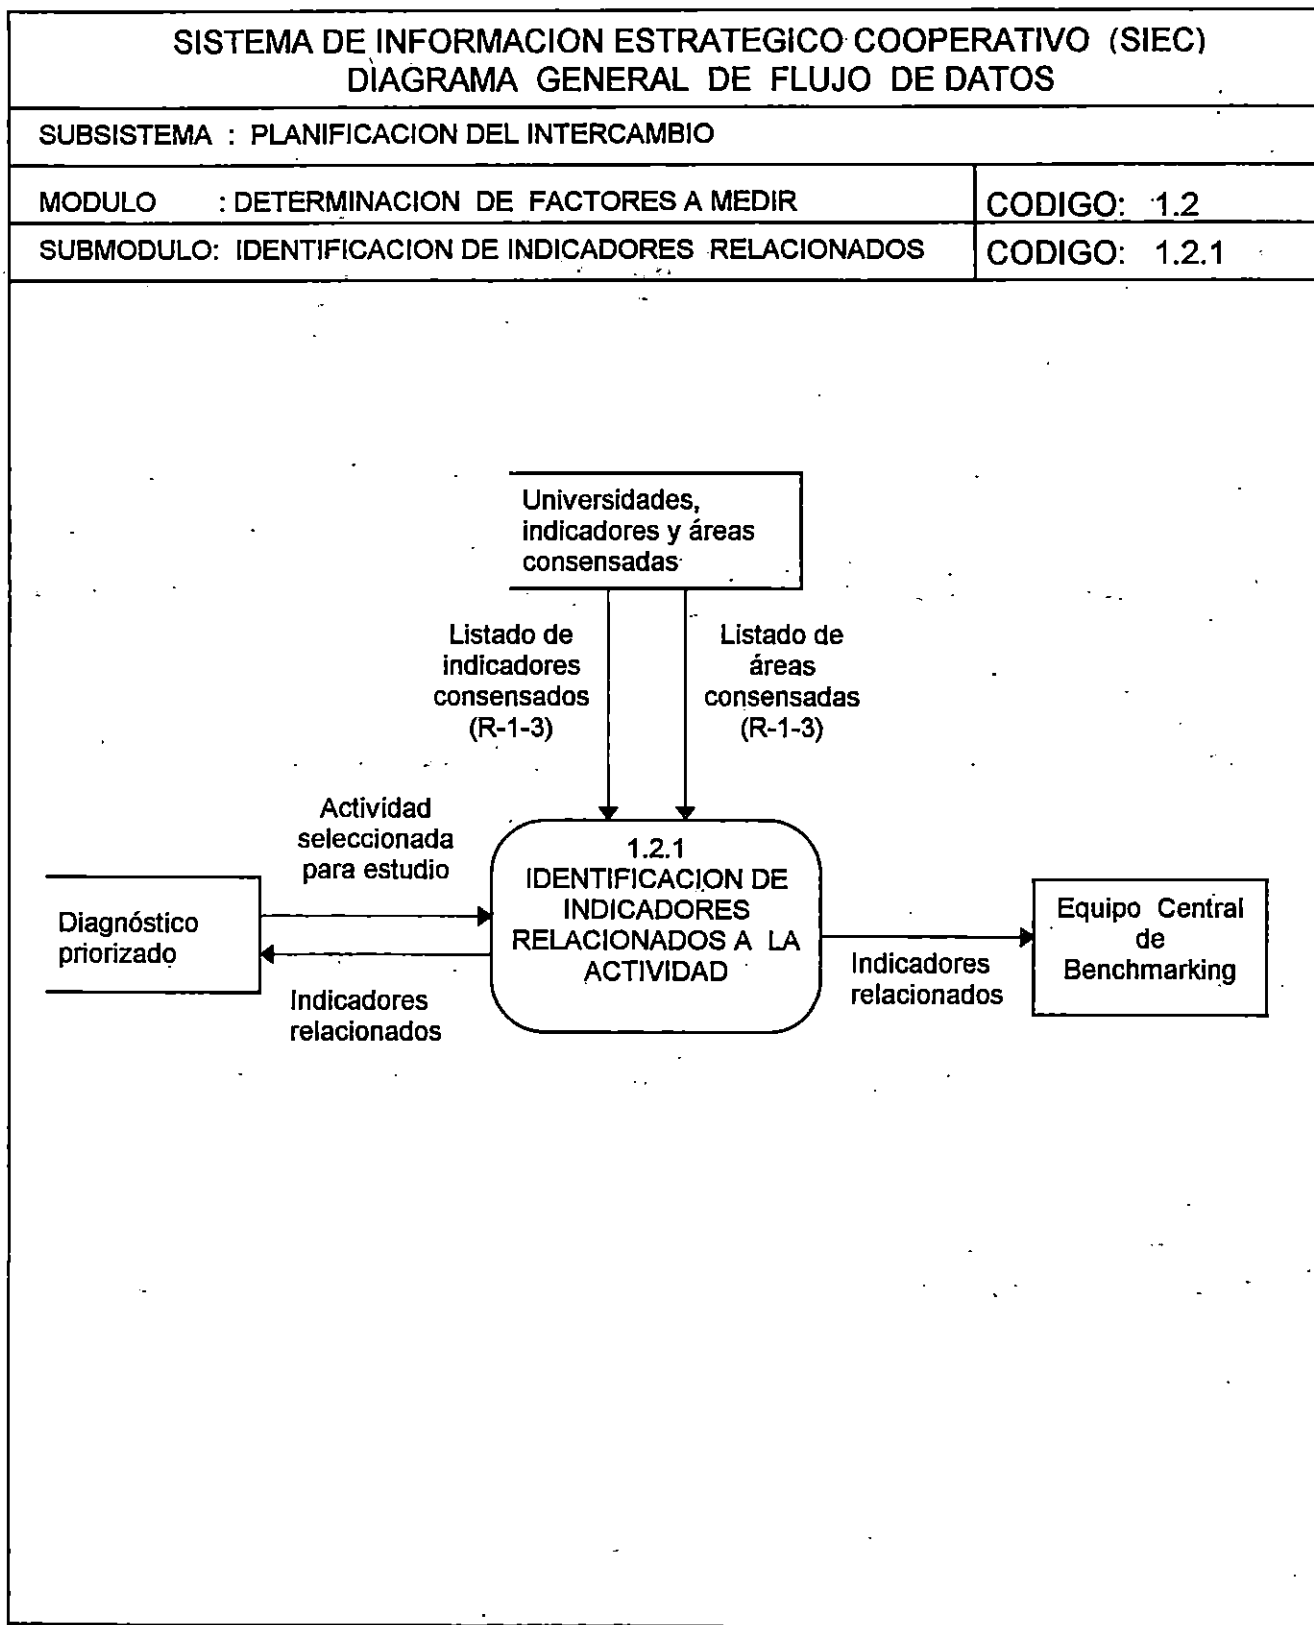 SISTEMA DE INFORMACION ESTRATEGICO COOPERATIVO (SIEC)
DIAGRAMA GENERAL DE FLUJO DE DATOS
SUBSISTEMA : PLANIFICACION DEL INTERCAMBIO
MODULO : DETERMINACION DE FACTORES A MEDIR
CODIGO: 1.2
SUBMODULO: IDENTIFICACION DE INDICADORES RELACIONADOS
CODIGO: 1.2.1
Universidades,
indicadores y áreas
consensadas
Listado de
indicadores
consensados
(R-1-3)
Listado de
áreas
consensadas
(R-1-3)
Actividad
seleccionada
para estudio
Diagnóstico
priorizado
Indicadores
relacionados
1.2.1
IDENTIFICACION DE
INDICADORES
RELACIONADOS A LA
ACTIVIDAD
Indicadores
relacionados
Equipo Central
de
Benchmarking